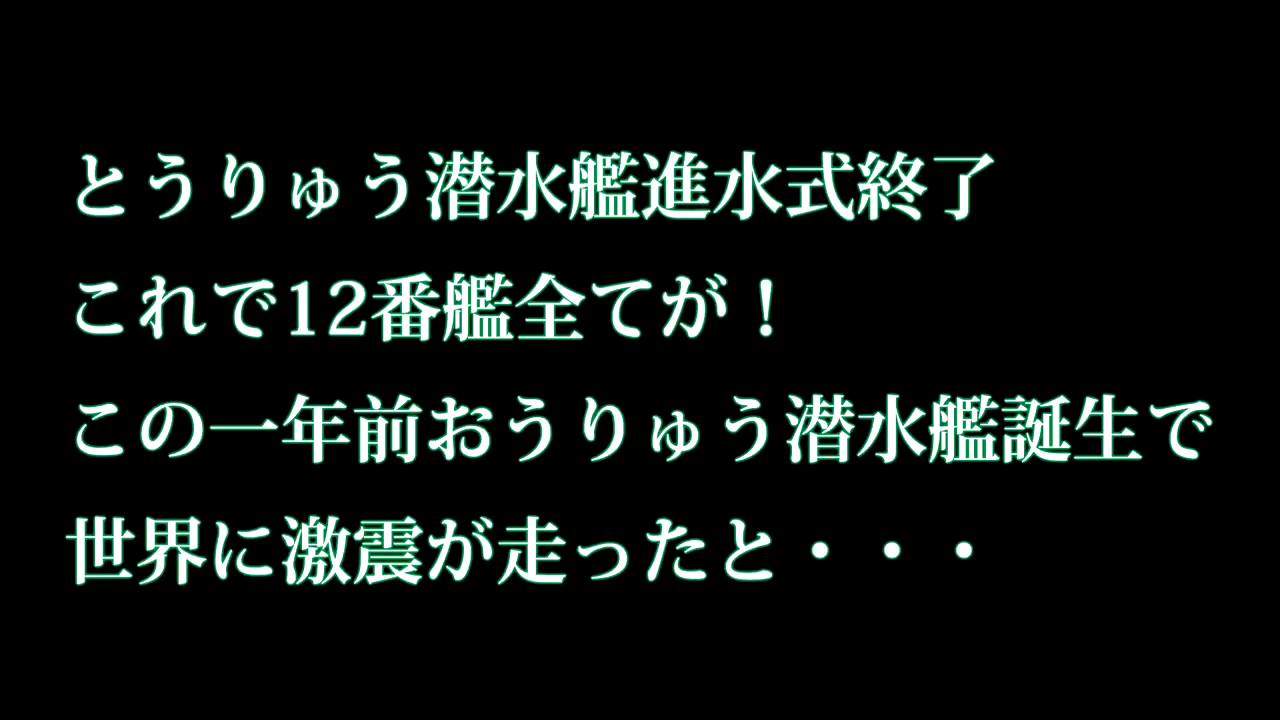 とうりゅう潜水艦進水式終了
これで12番艦全てが！
この一年前おうりゅう潜水艦誕生で
世界に激震が走ったと・・・